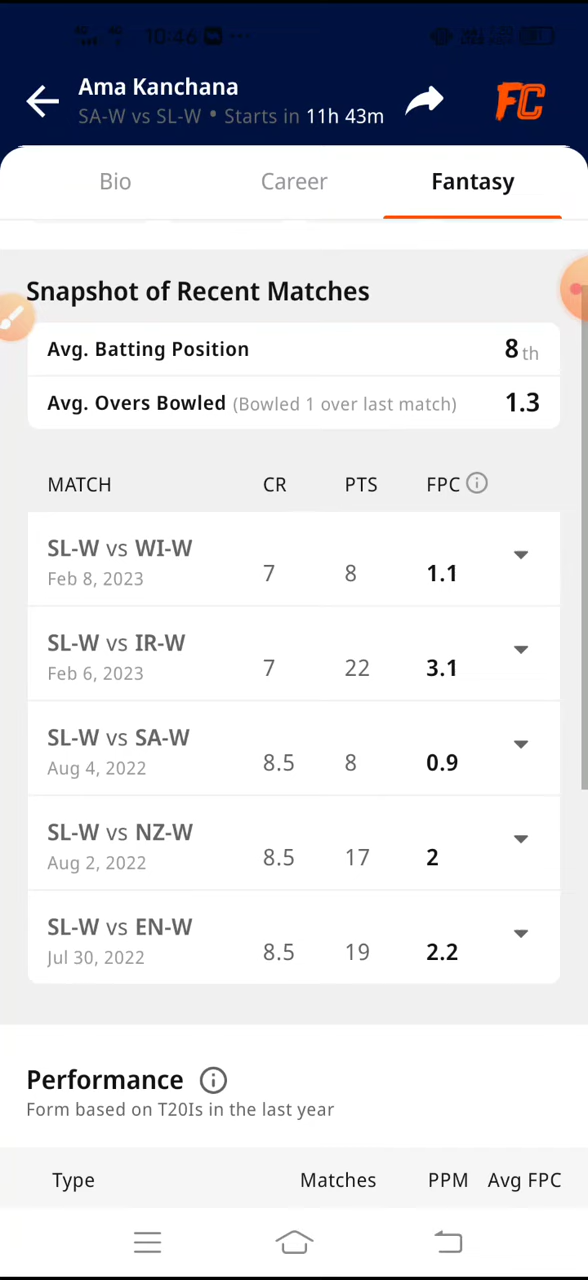 10:46
Ama Kanchana
SA-W vs SL-W • Starts in 11h 43m
FC
Bio Career Fantasy
Snapshot of Recent Matches
Avg. Batting Position 8 th
Avg. Overs Bowled (Bowled 1 over last match) 1.3
MATCH CR PTS FPC
SL-W vs WI-W
Feb 8, 2023 7 8 1.1
SL-W vs IR-W
Feb 6, 2023 7 22 3.1
SL-W vs SA-W
Aug 4, 2022 8.5 8 0.9
SL-W vs NZ-W
Aug 2, 2022 8.5 17 2
SL-W vs EN-W
Jul 30, 2022 8.5 19 2.2
Performance
Form based on T20Is in the last year
Type Matches PPM Avg FPC